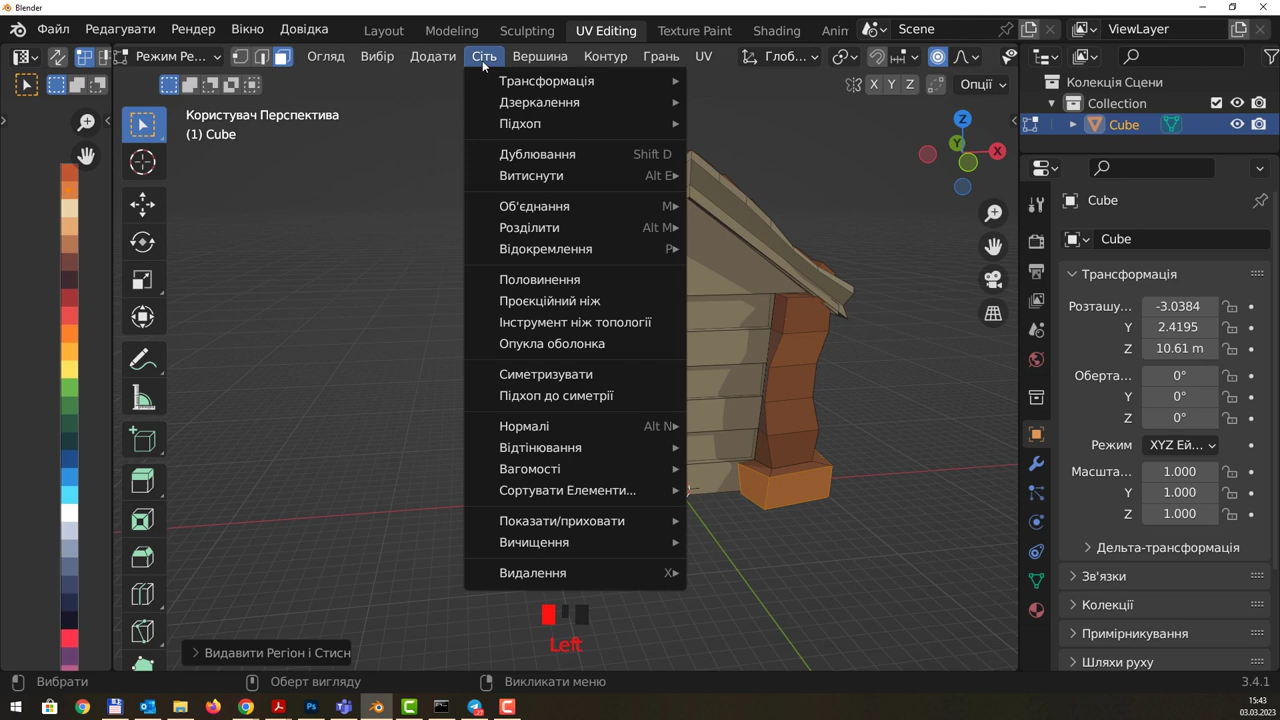 Blender
Файл Редагувати Рендер Вікно Довідка Layout Modeling Sculpting UV Editing Texture Paint Shading Anim Scene ViewLayer
Режим Ре... Огляд Вибір Додати Сіть Вершина Контур Грань UV Глоб...
X Y Z Опції
Користувач Перспектива
(1) Cube
Трансформація
Дзеркалення
Підхоп
Дублювання Shift D
Витиснути Alt E
Об'єднання M
Розділити Alt M
Відокремлення P
Половинення
Проєкційний ніж
Інструмент ніж топології
Опукла оболонка
Симетризувати
Підхоп до симетрії
Нормалі Alt N
Відтінювання
Вагомості
Сортувати Елементи...
Показати/приховати
Вичищення
Видалення X
Left
Видавити Регіон і Стисн
Z
Y
X
Колекція Сцени
Collection
Cube
Cube
Cube
Трансформація
Розташу... -3.0384
Y 2.4195
Z 10.61 m
Оберта... 0°
Y 0°
Z 0°
Режим XYZ Ей...
Масшта... 1.000
Y 1.000
Z 1.000
Дельта-трансформація
Зв'язки
Колекції
Примірникування
Шляхи руху
Вибрати Оберт вигляду Викликати меню 3.4.1
15:43
03.03.2023